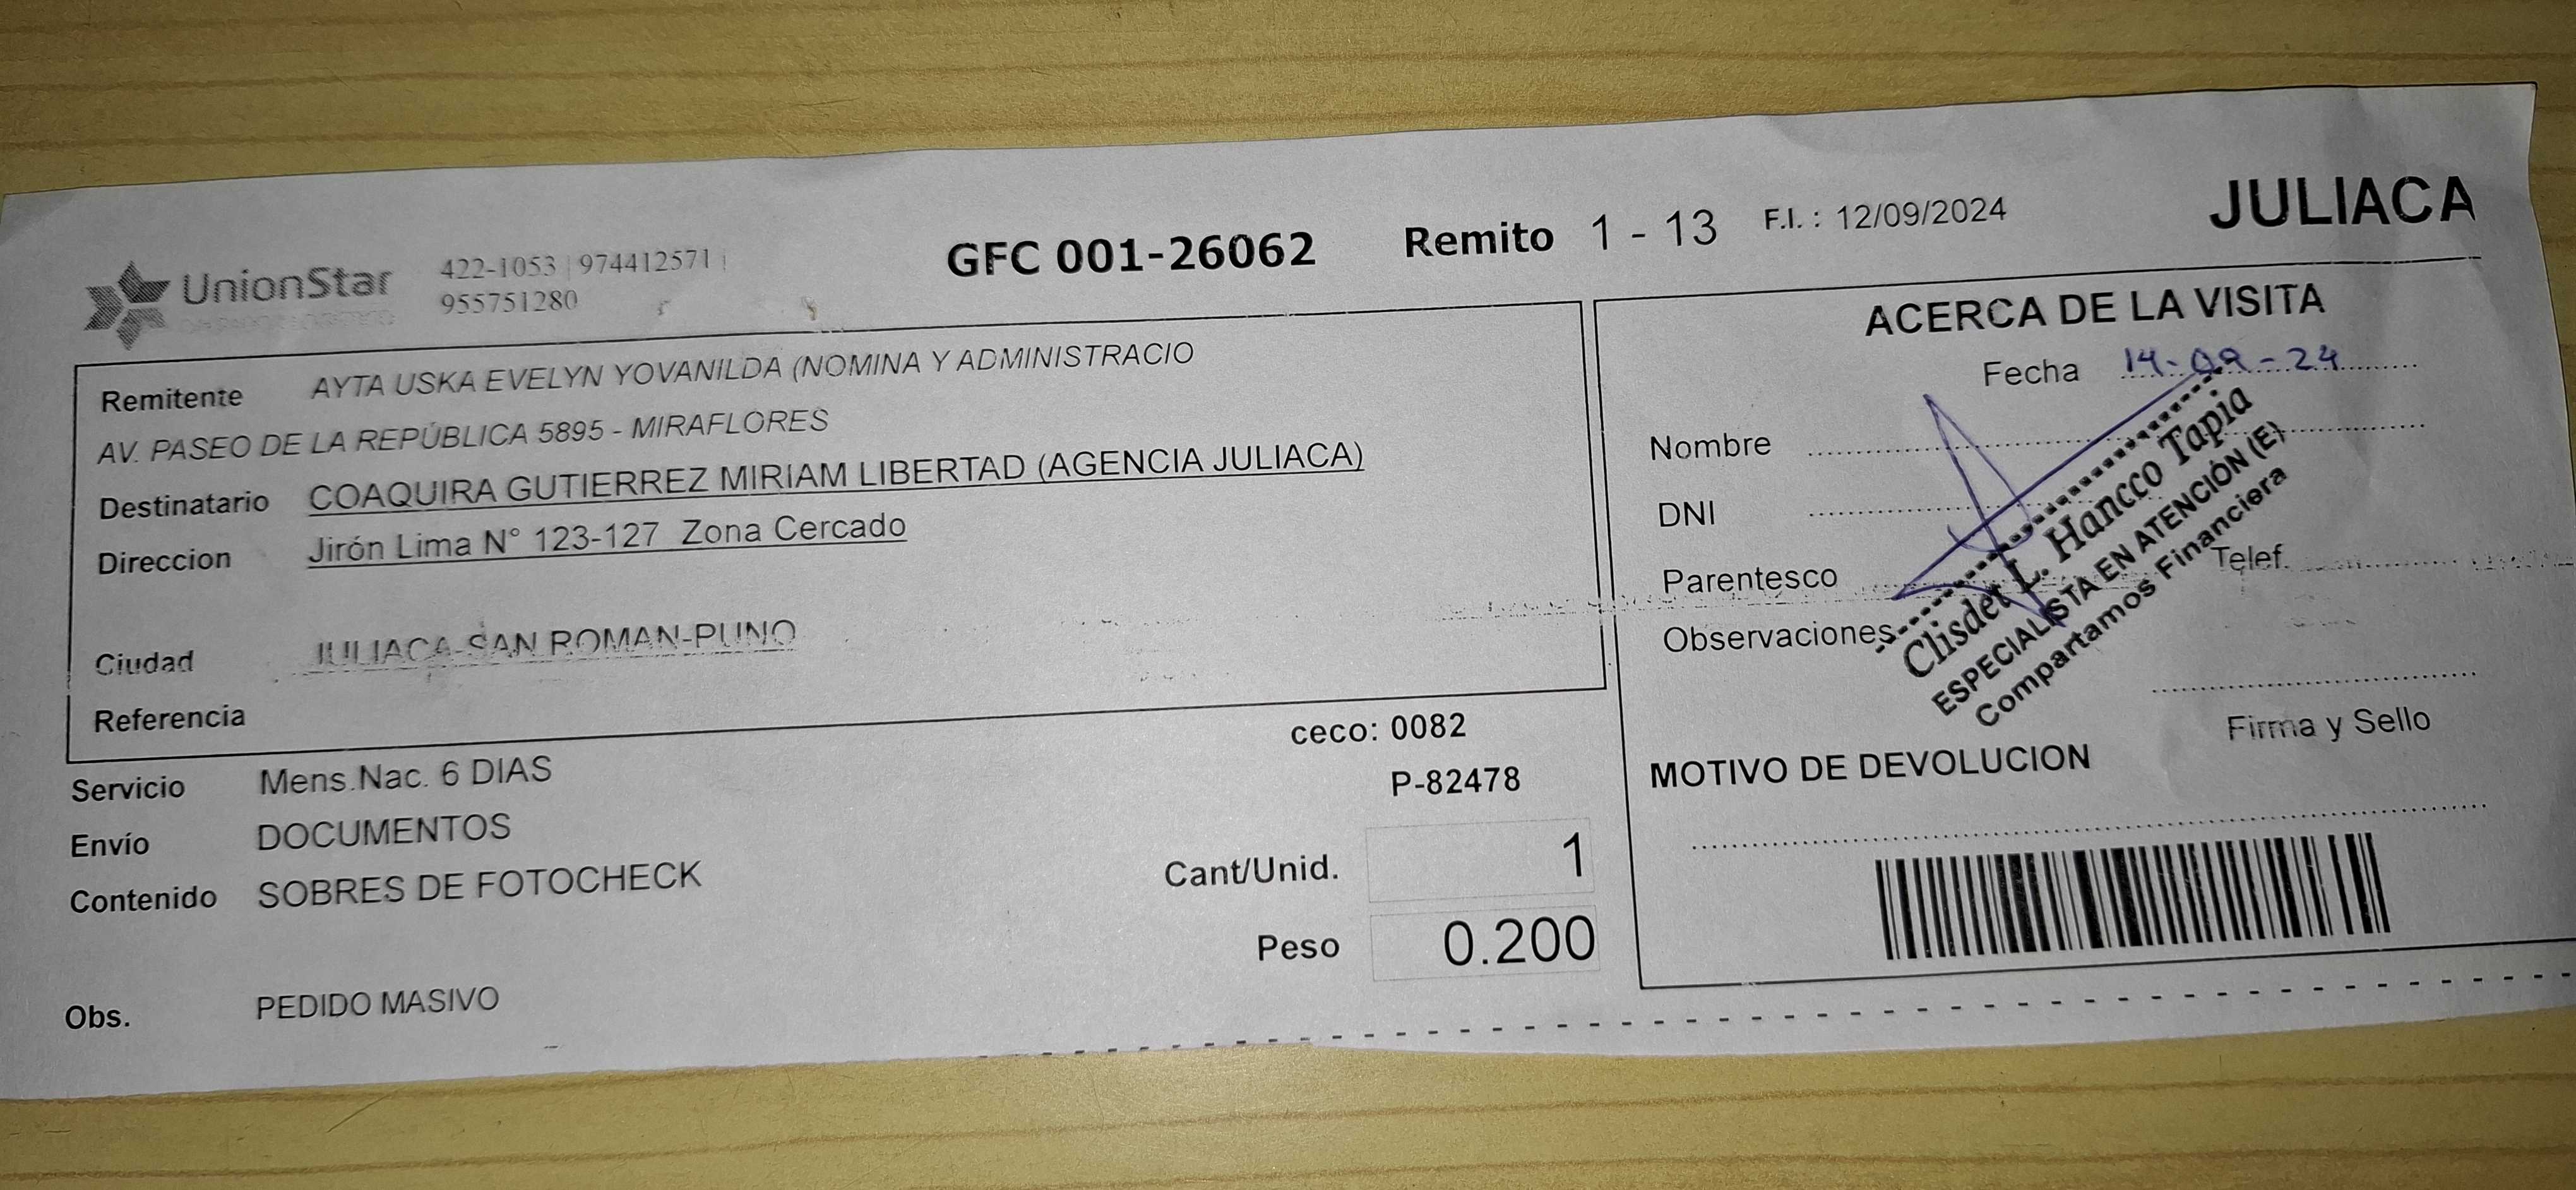 UnionStar
422-1053 | 974412571 |
955751280
GFC 001-26062 Remito 1 - 13 F.I. : 12/09/2024 JULIACA
Remitente AYTA USKA EVELYN YOVANILDA (NOMINA Y ADMINISTRACIO
AV. PASEO DE LA REPÚBLICA 5895 - MIRAFLORES
Destinatario COAQUIRA GUTIERREZ MIRIAM LIBERTAD (AGENCIA JULIACA)
Direccion Jirón Lima N° 123-127 Zona Cercado
Ciudad JULIACA-SAN ROMAN-PUNO
Referencia
Servicio Mens.Nac. 6 DIAS
Envío DOCUMENTOS
Contenido SOBRES DE FOTOCHECK
Obs. PEDIDO MASIVO
ceco: 0082
P-82478
Cant/Unid. 1
Peso 0.200
ACERCA DE LA VISITA
Fecha 14-09-24
Nombre
DNI
Parentesco
Telef.
Observaciones
Clisdet L. Hancco Tapia
ESPECIALISTA EN ATENCIÓN (E)
Compartamos Financiera
Firma y Sello
MOTIVO DE DEVOLUCION